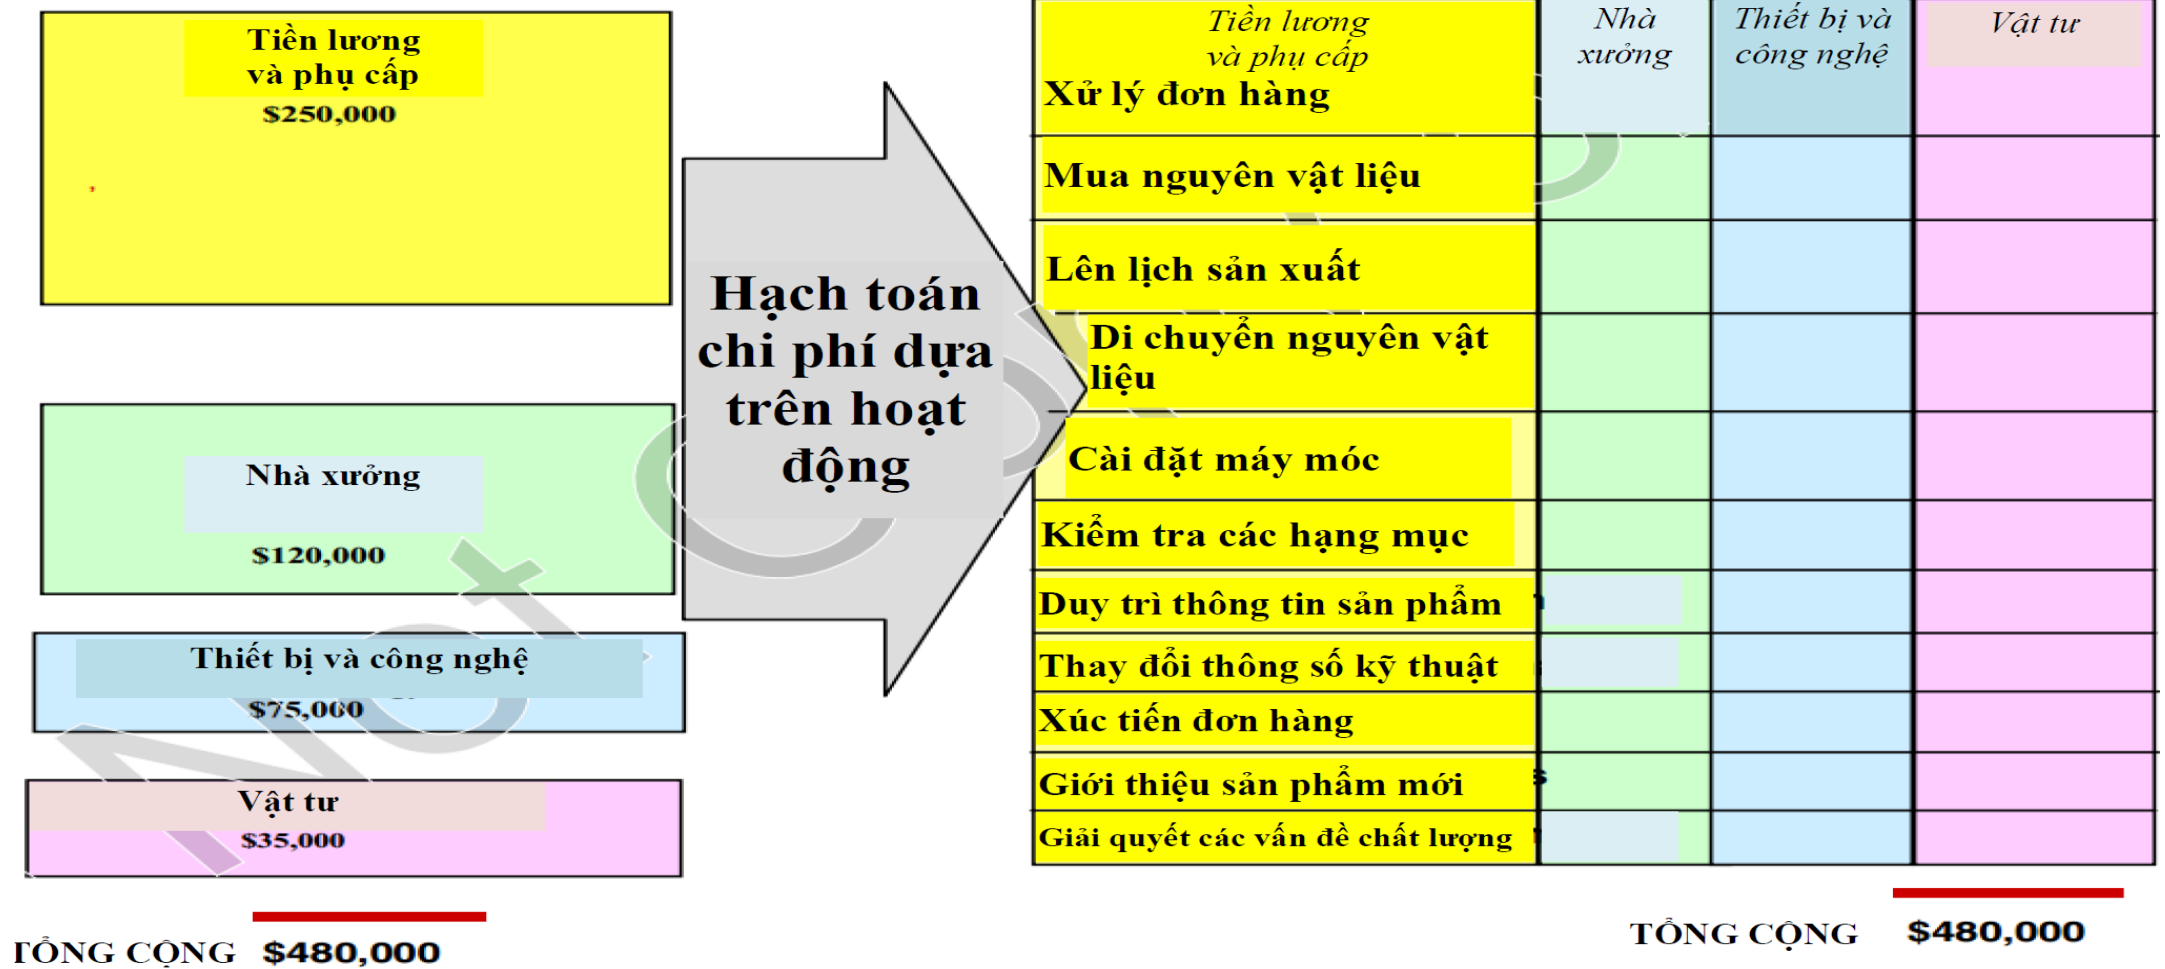 Tiền lương
và phụ cấp
$250,000
Nhà xưởng
$120,000
Thiết bị và công nghệ
$75,000
Vật tư
$35,000
TỔNG CỘNG $480,000
Hạch toán
chi phí dựa
trên hoạt
động
Tiền lương
và phụ cấp
Nhà
xưởng
Thiết bị và
công nghệ
Vật tư
Xử lý đơn hàng
Mua nguyên vật liệu
Lên lịch sản xuất
Di chuyển nguyên vật
liệu
Cài đặt máy móc
Kiểm tra các hạng mục
Duy trì thông tin sản phẩm
Thay đổi thông số kỹ thuật
Xúc tiến đơn hàng
Giới thiệu sản phẩm mới
Giải quyết các vấn đề chất lượng
TỔNG CỘNG $480,000
Not